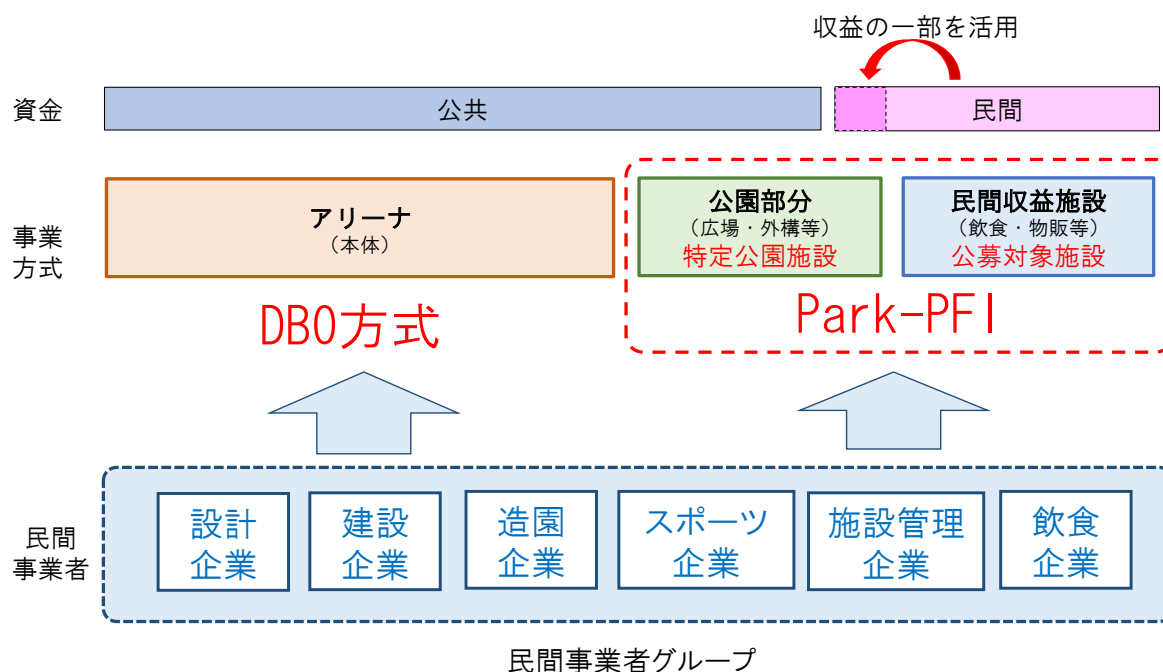 収益の一部を活用
資金
公共
民間
アリーナ
（本体）
公園部分
（広場・外構等）
特定公園施設
民間収益施設
（飲食・物販等）
公募対象施設
事業
方式
DBO方式
Park-PFI
設計
企業
建設
企業
造園
企業
スポーツ
企業
施設管理
企業
飲食
企業
民間
事業者
民間事業者グループ